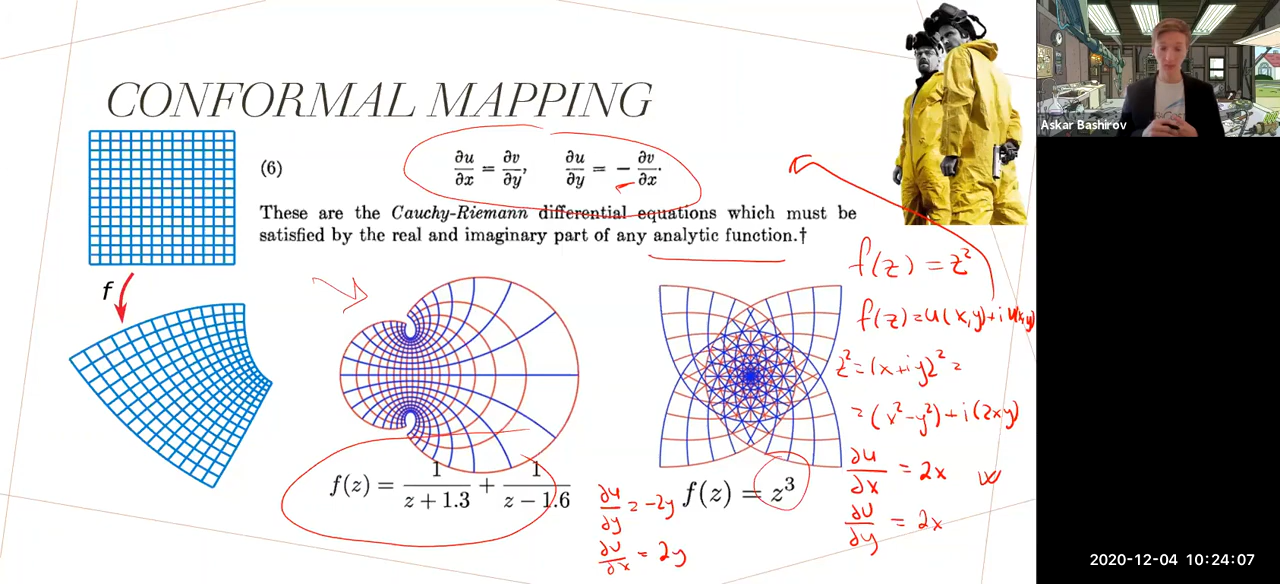 CONFORMAL MAPPING
(6) ∂u/∂x = ∂v/∂y, ∂u/∂y = − ∂v/∂x.
These are the Cauchy-Riemann differential equations which must be
satisfied by the real and imaginary part of any analytic function.†
f
f(z) = 1/(z + 1.3) + 1/(z − 1.6)
f(z) = z³
f(z) = z²
f(z) = u(x,y) + i υ(x,y)
z² = (x+iy)² =
= (x²−y²) + i(2xy)
∂u/∂x = 2x
∂υ/∂y = 2x
∂u/∂y = −2y
∂υ/∂x = 2y
Askar Bashirov
2020-12-04 10:24:07